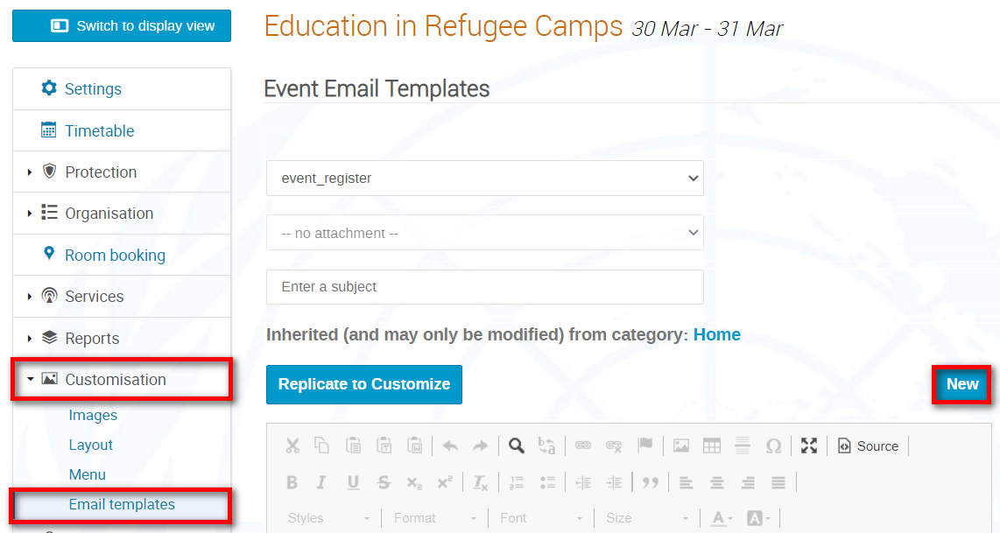 Switch to display view
Education in Refugee Camps 30 Mar - 31 Mar
Settings
Timetable
Protection
Organisation
Room booking
Services
Reports
Customisation
Images
Layout
Menu
Email templates
Event Email Templates
event_register
-- no attachment --
Enter a subject
Inherited (and may only be modified) from category: Home
Replicate to Customize
New
Source
Styles Format Font Size